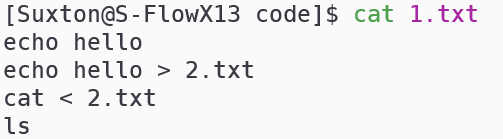 [Suxton@S-FlowX13 code]$ cat 1.txt
echo hello
echo hello > 2.txt
cat < 2.txt
ls